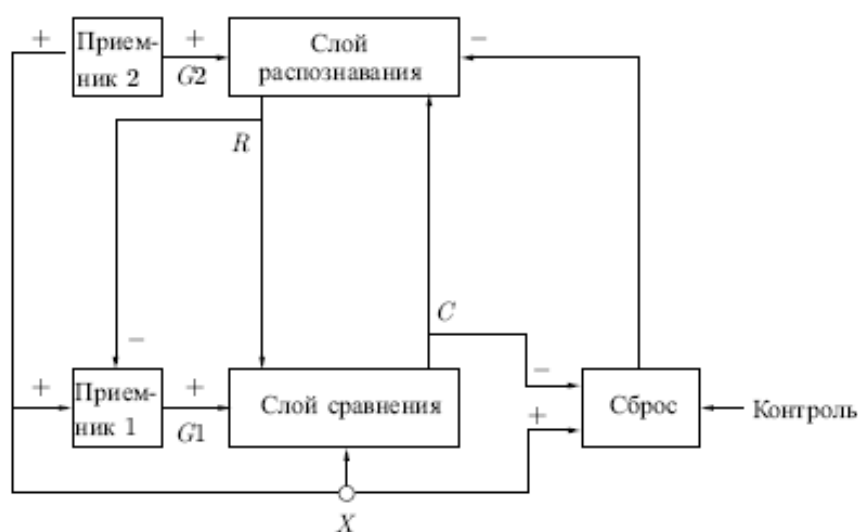 +
Прием-
ник 2
+
G2
Слой
распознавания
−
R
C
−
+
Прием-
ник 1
+
G1
Слой сравнения
−
+
Сброс
Контроль
X